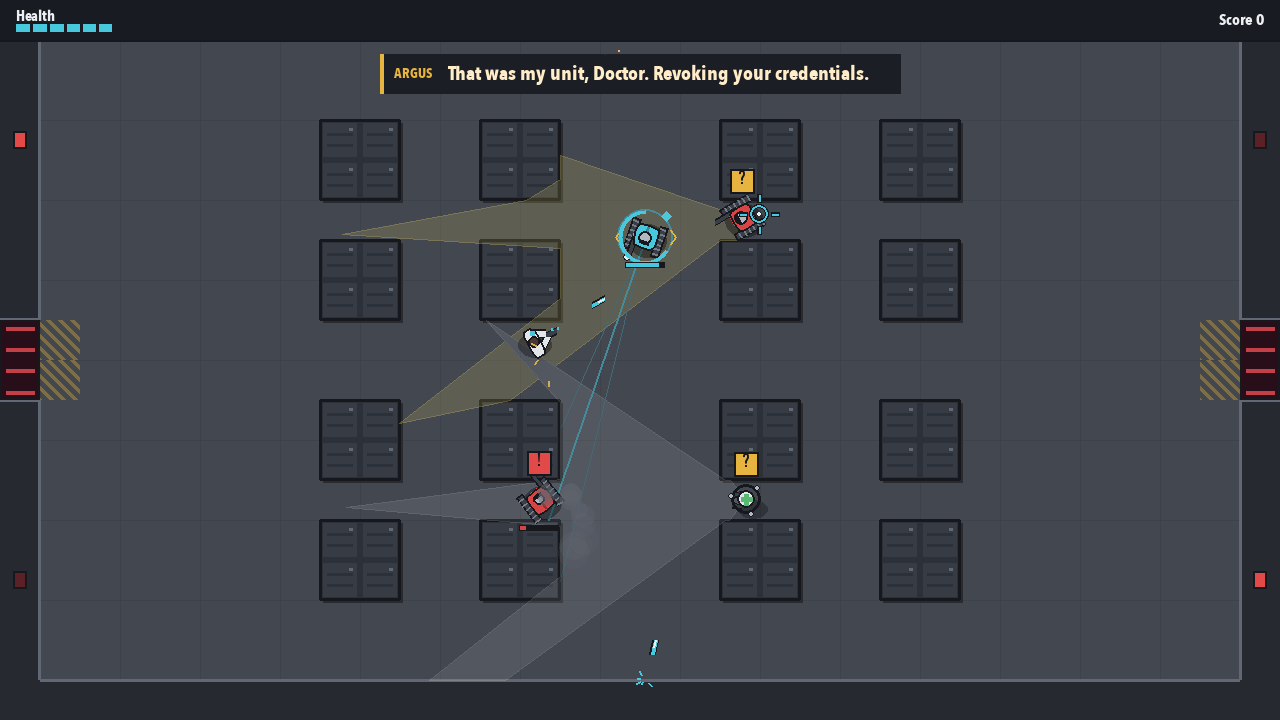 Health
Score 0
ARGUS That was my unit, Doctor. Revoking your credentials.
?
!
?